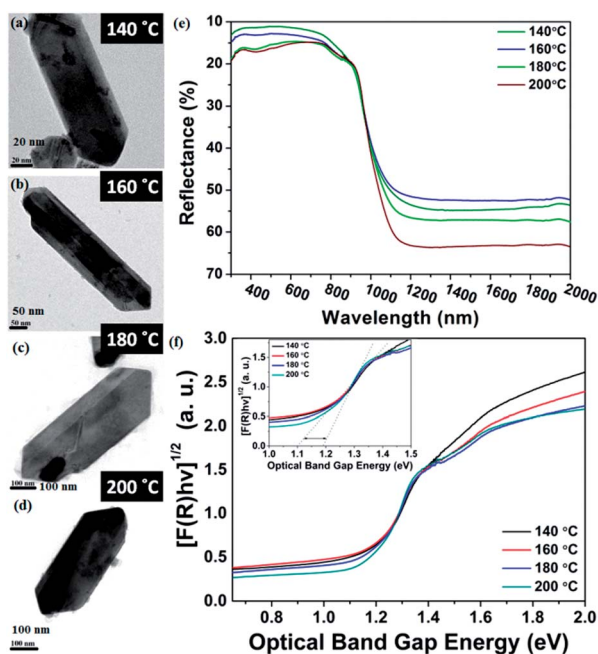 (a)
140 °C
20 nm
20 nm
(b)
160 °C
50 nm
50 nm
(c)
180 °C
100 nm
100 nm
(d)
200 °C
100 nm
100 nm
(e)
10
20
30
40
50
60
70
Reflectance (%)
140°C
160°C
180°C
200°C
400 600 800 1000 1200 1400 1600 1800 2000
Wavelength (nm)
(f)
3.0
2.5
2.0
1.5
1.0
0.5
0.0
[F(R)hν]1/2 (a. u.)
1.5
1.0
0.5
0.0
[F(R)hν]1/2 (a. u.)
140 °C
160 °C
180 °C
200 °C
1.0 1.1 1.2 1.3 1.4 1.5
Optical Band Gap Energy (eV)
140 °C
160 °C
180 °C
200 °C
0.8 1.0 1.2 1.4 1.6 1.8 2.0
Optical Band Gap Energy (eV)